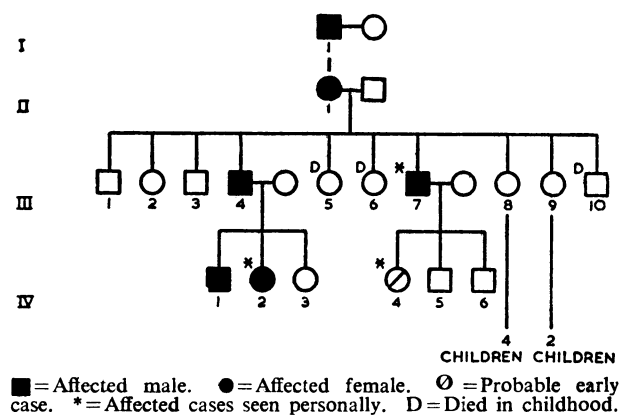 I
II
D D * D
1 2 3 4 5 6 7 8 9 10
III
* *
1 2 3 4 5 6
IV
4 2
CHILDREN CHILDREN
=Affected male. =Affected female. =Probable early
case. *=Affected cases seen personally. D=Died in childhood.